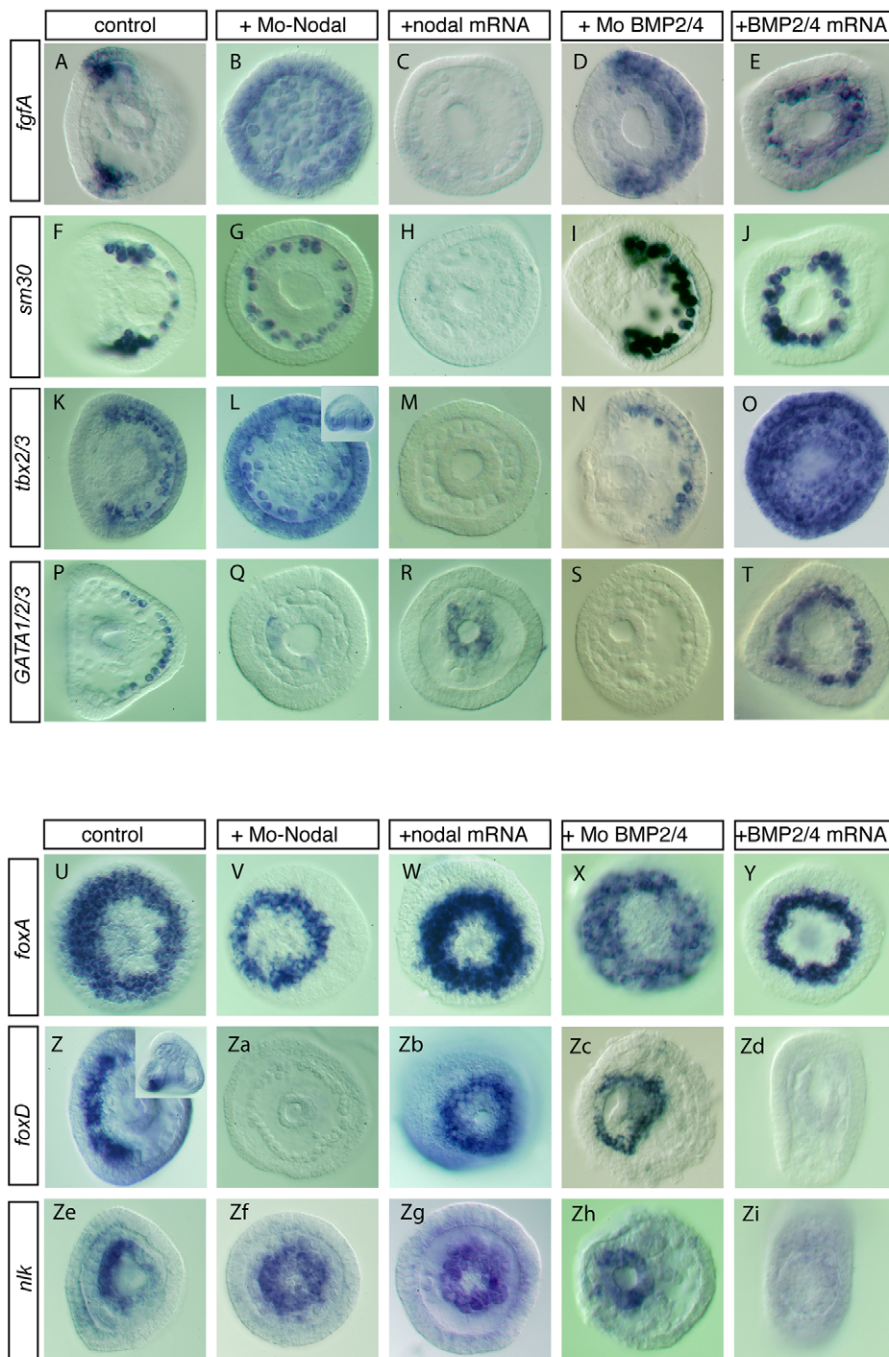 control + Mo-Nodal +nodal mRNA + Mo BMP2/4 +BMP2/4 mRNA
fgfA A B C D E
sm30 F G H I J
tbx2/3 K L M N O
GATA1/2/3 P Q R S T
control + Mo-Nodal +nodal mRNA + Mo BMP2/4 +BMP2/4 mRNA
foxA U V W X Y
foxD Z Za Zb Zc Zd
nlk Ze Zf Zg Zh Zi